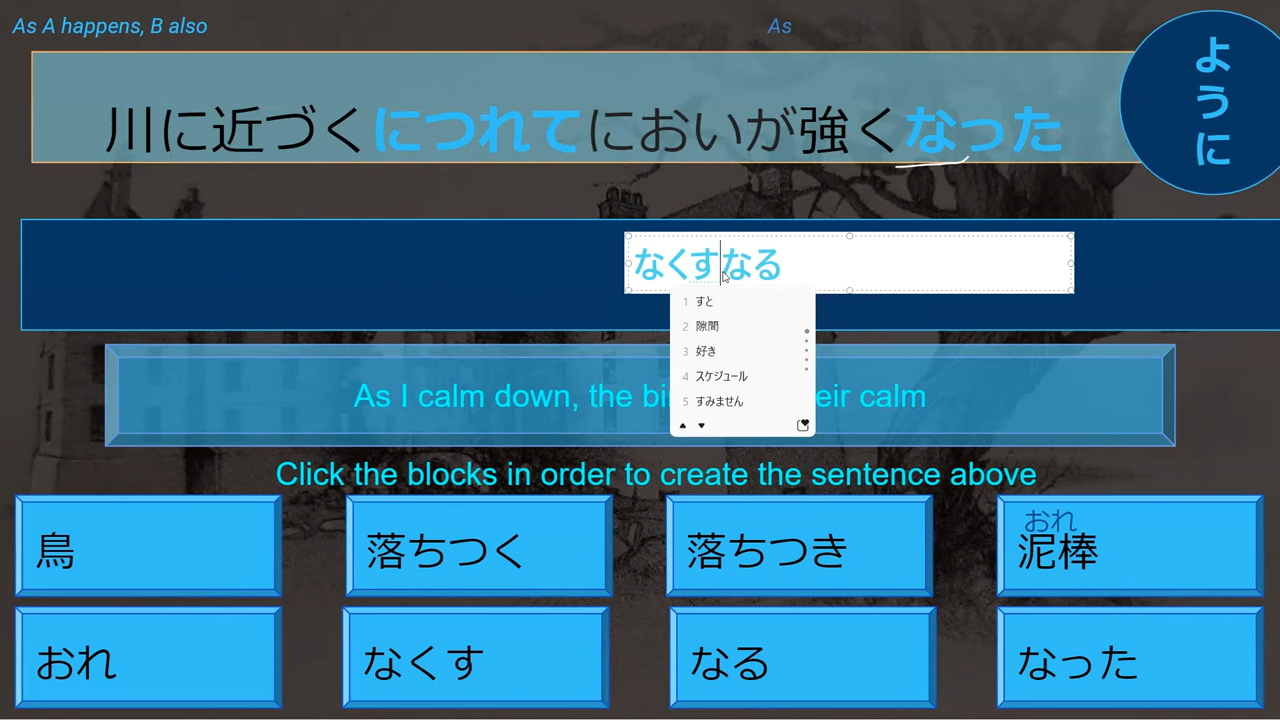 As A happens, B also
As
ように
川に近づくにつれてにおいが強くなった
なくすなる
1 すと
2 隙間
3 好き
4 スケジュール
5 すみません
As I calm down, the bi eir calm
Click the blocks in order to create the sentence above
鳥
落ちつく
落ちつき
おれ
泥棒
おれ
なくす
なる
なった